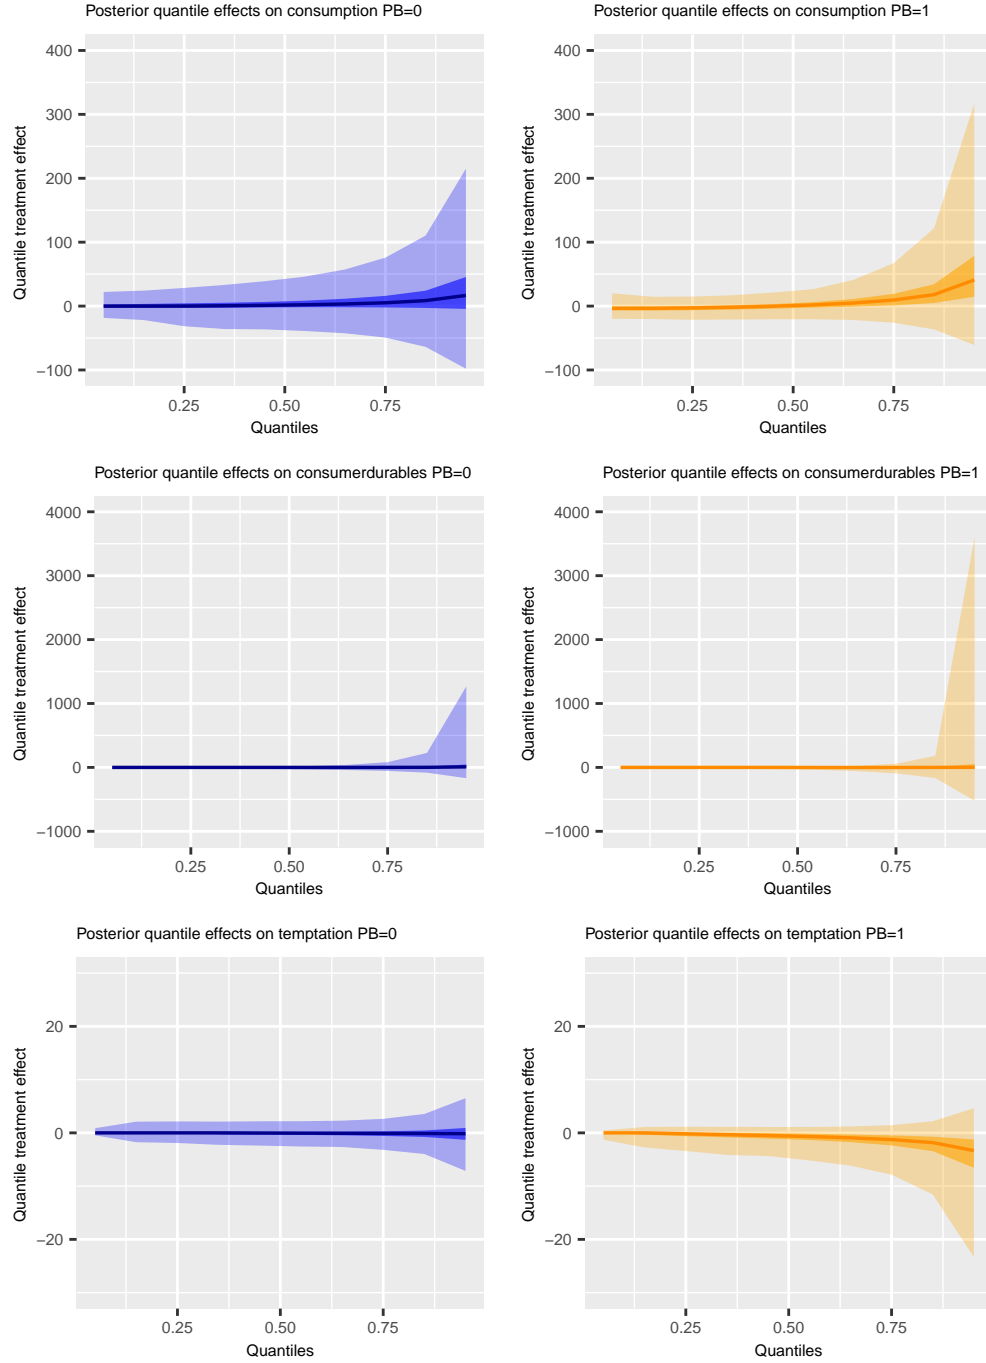 Posterior quantile effects on consumption PB=0
Quantile treatment effect
400
300
200
100
0
−100
0.25 0.50 0.75
Quantiles
Posterior quantile effects on consumption PB=1
Quantile treatment effect
400
300
200
100
0
−100
0.25 0.50 0.75
Quantiles
Posterior quantile effects on consumerdurables PB=0
Quantile treatment effect
4000
3000
2000
1000
0
−1000
0.25 0.50 0.75
Quantiles
Posterior quantile effects on consumerdurables PB=1
Quantile treatment effect
4000
3000
2000
1000
0
−1000
0.25 0.50 0.75
Quantiles
Posterior quantile effects on temptation PB=0
Quantile treatment effect
20
0
−20
0.25 0.50 0.75
Quantiles
Posterior quantile effects on temptation PB=1
Quantile treatment effect
20
0
−20
0.25 0.50 0.75
Quantiles